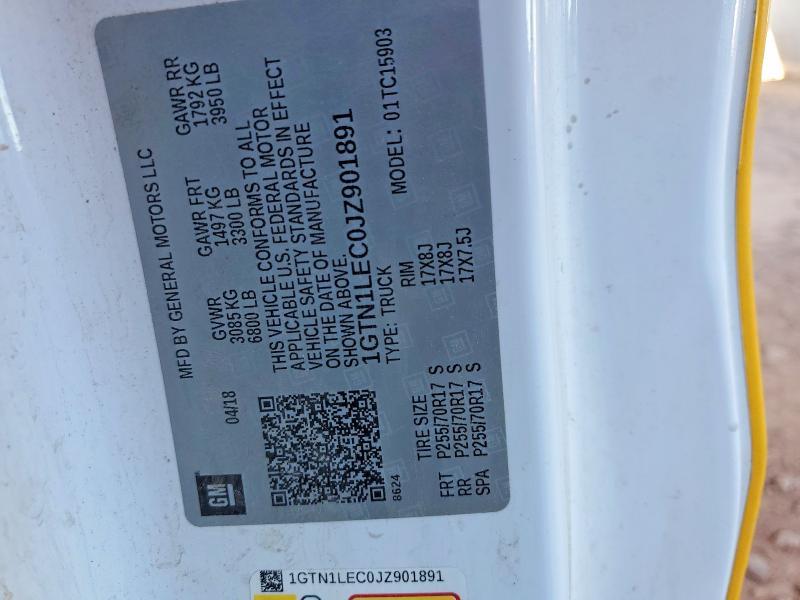 MFD BY GENERAL MOTORS LLC
04/18
GVWR GAWR FRT GAWR RR
3085 KG 1497 KG 1792 KG
6800 LB 3300 LB 3950 LB
THIS VEHICLE CONFORMS TO ALL
APPLICABLE U.S. FEDERAL MOTOR
VEHICLE SAFETY STANDARDS IN EFFECT
ON THE DATE OF MANUFACTURE
SHOWN ABOVE.
1GTN1LEC0JZ901891
TYPE: TRUCK MODEL: 01TC15903
GM
8624
TIRE SIZE RIM
FRT P255/70R17 S 17X8J
RR P255/70R17 S 17X8J
SPA P255/70R17 S 17X7.5J
1GTN1LEC0JZ901891